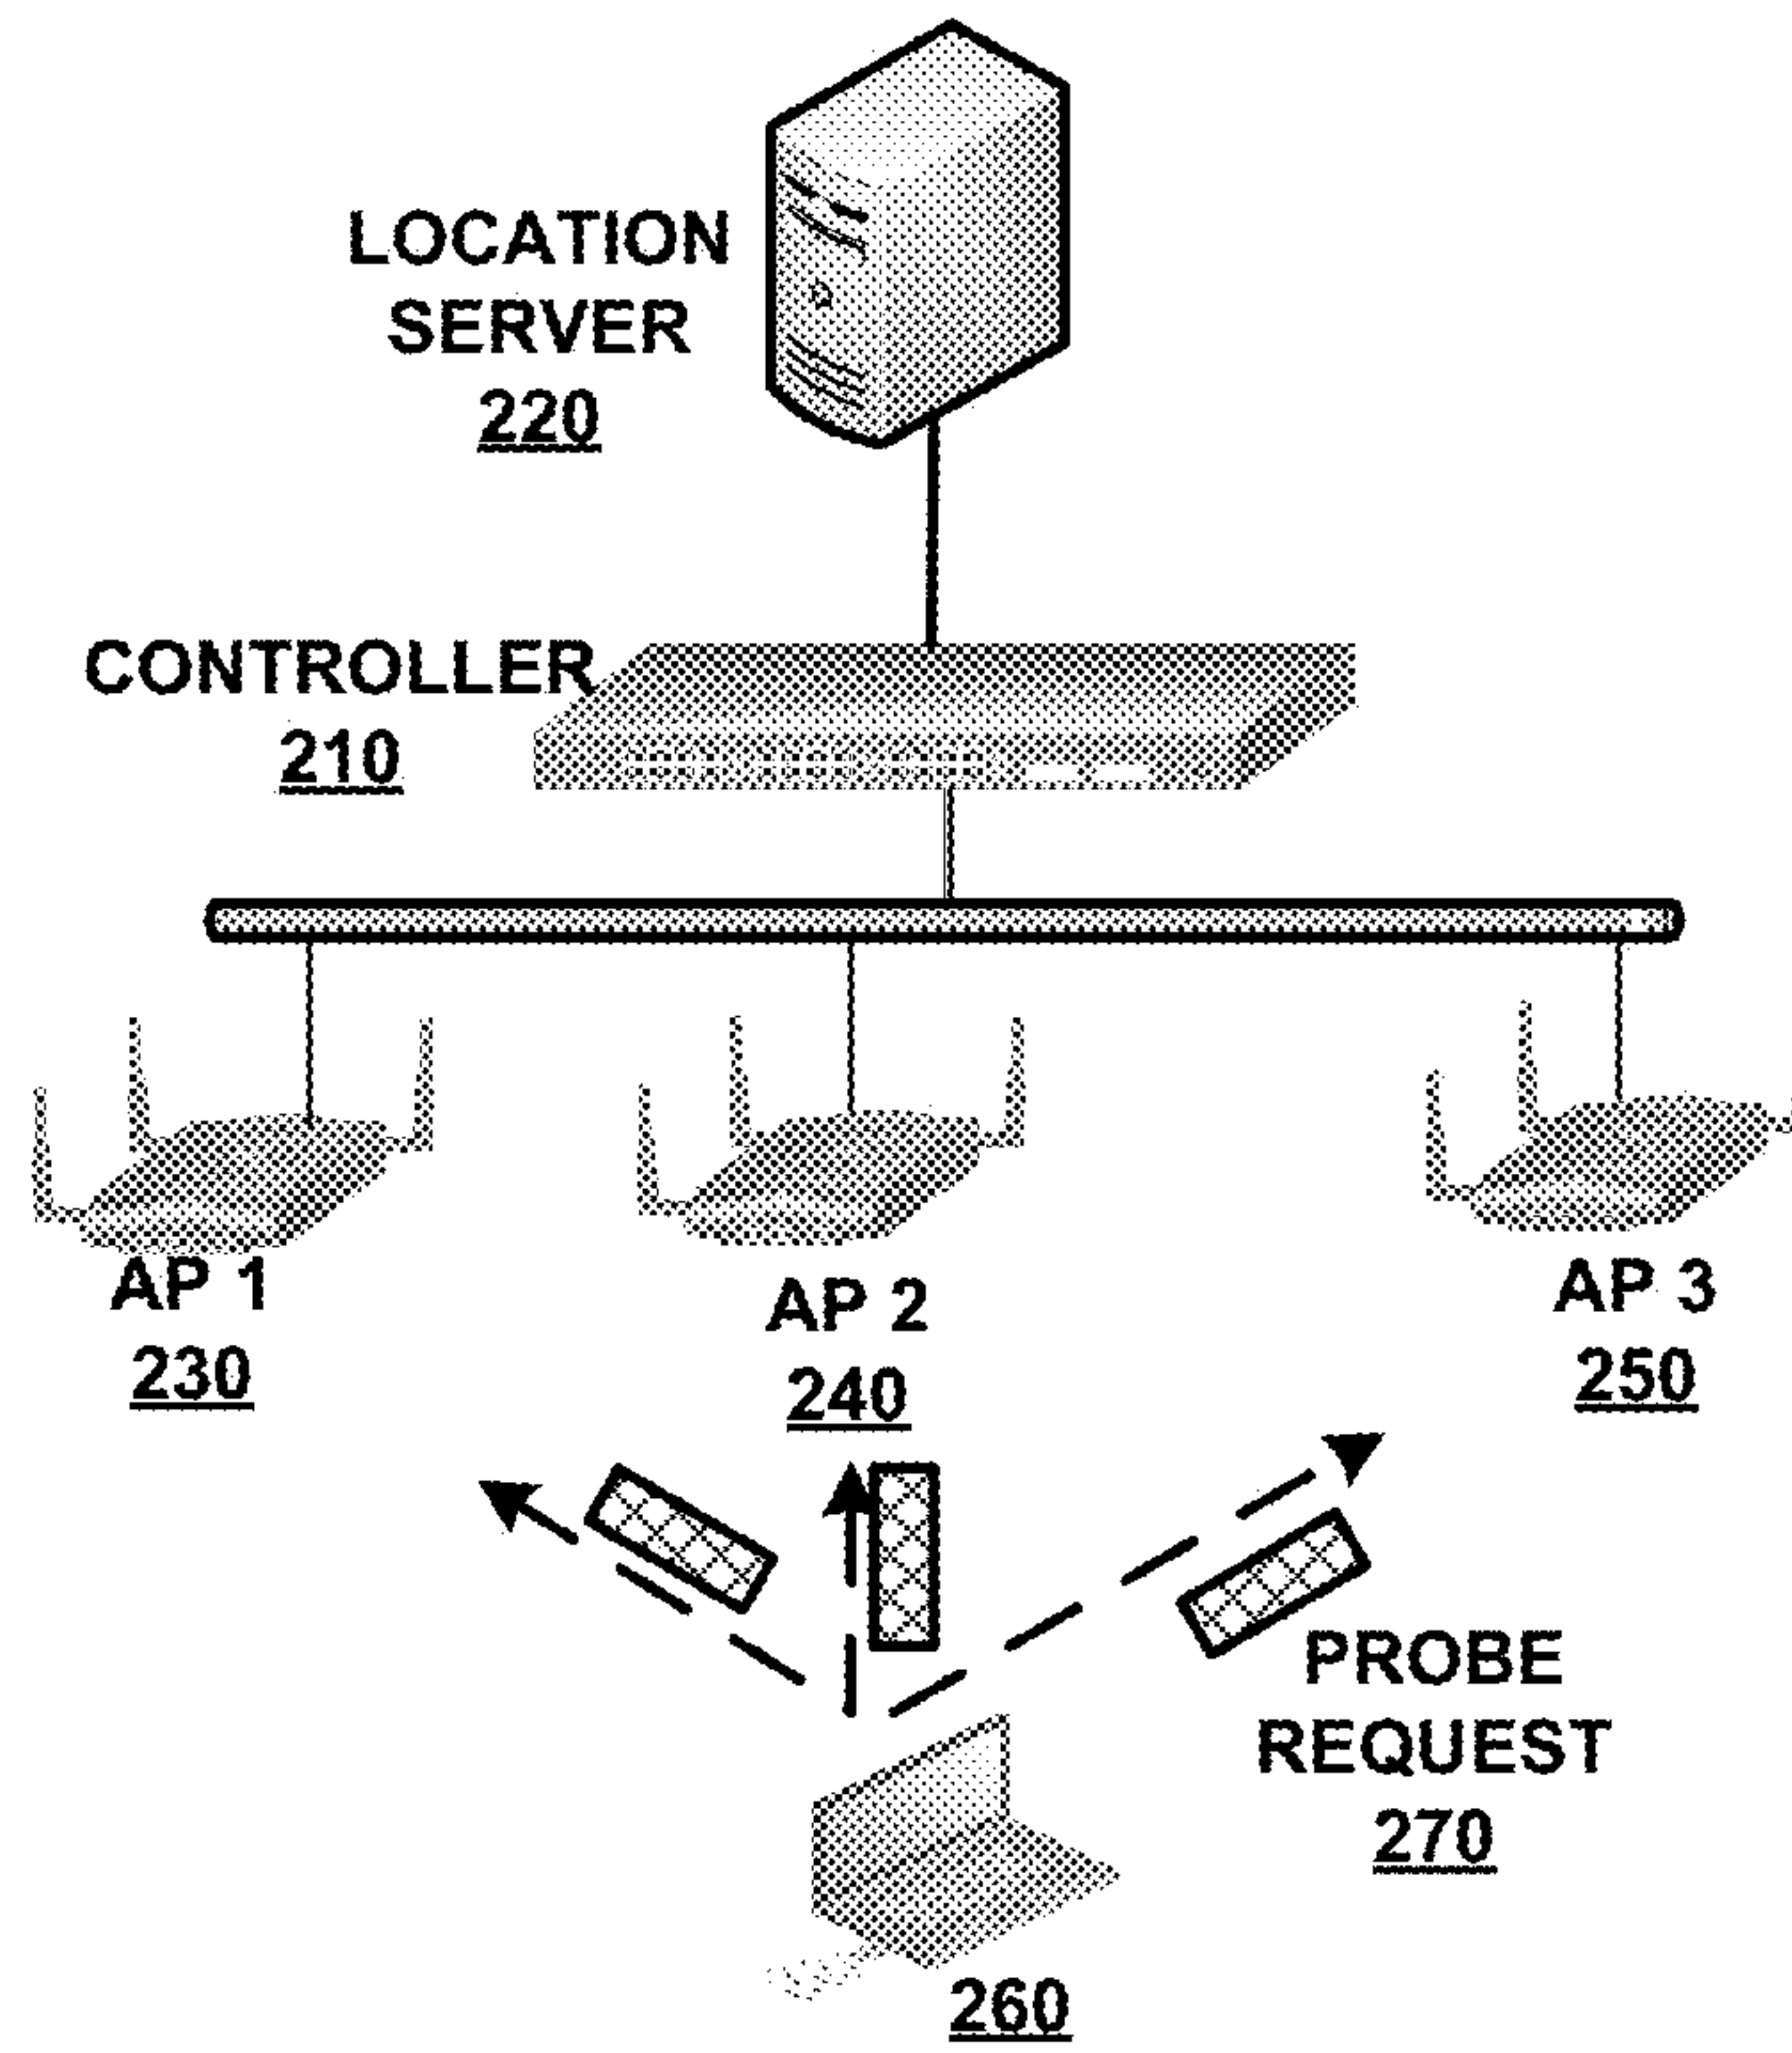 LOCATION
SERVER
220
CONTROLLER
210
AP 1
230
AP 2
240
AP 3
250
PROBE
REQUEST
270
260